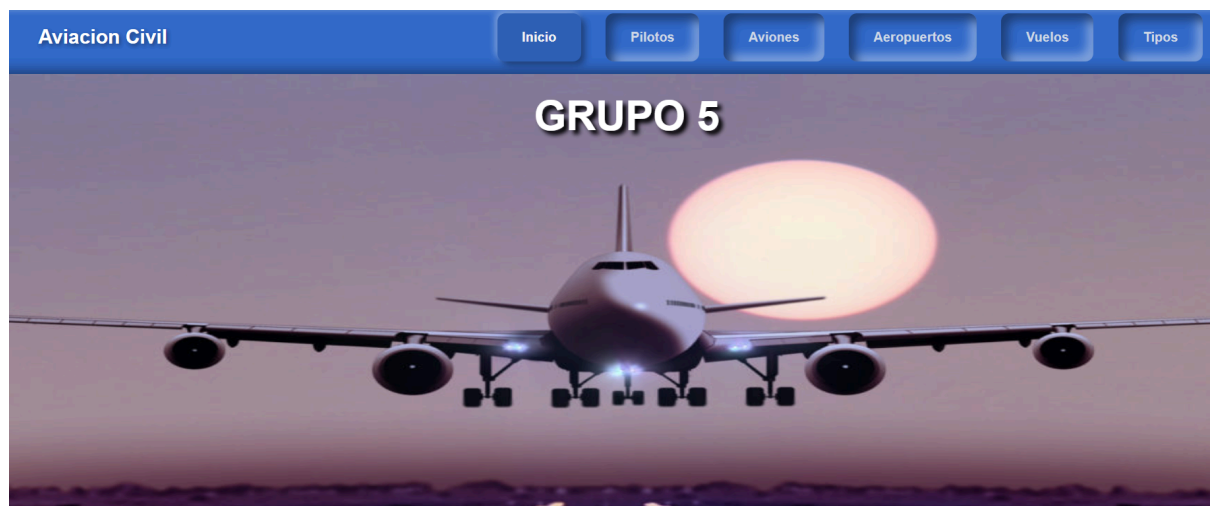 Aviacion Civil
Inicio
Pilotos
Aviones
Aeropuertos
Vuelos
Tipos
GRUPO 5